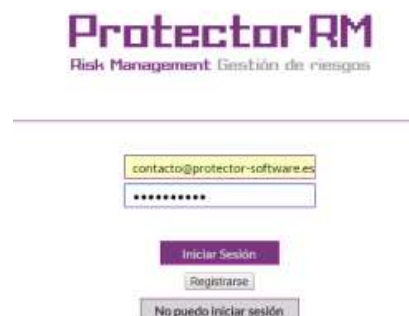 Protector RM
Risk Management Gestión de riesgos
contacto@protector-software.es
••••••••••
Iniciar Sesión
Registrarse
No puedo iniciar sesión